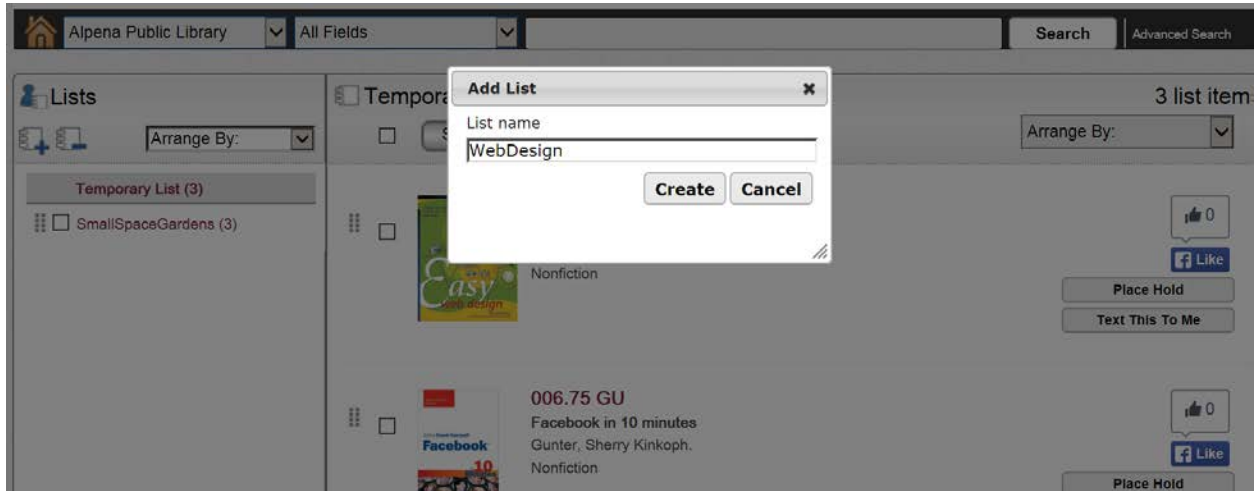 Alpena Public Library All Fields Search Advanced Search
Lists
Arrange By:
Temporary List (3)
SmallSpaceGardens (3)
Tempora
3 list item
Arrange By:
Add List
List name
WebDesign
Create Cancel
Easy
web design
Nonfiction
0
Like
Place Hold
Text This To Me
Facebook
10
006.75 GU
Facebook in 10 minutes
Gunter, Sherry Kinkoph.
Nonfiction
0
Like
Place Hold